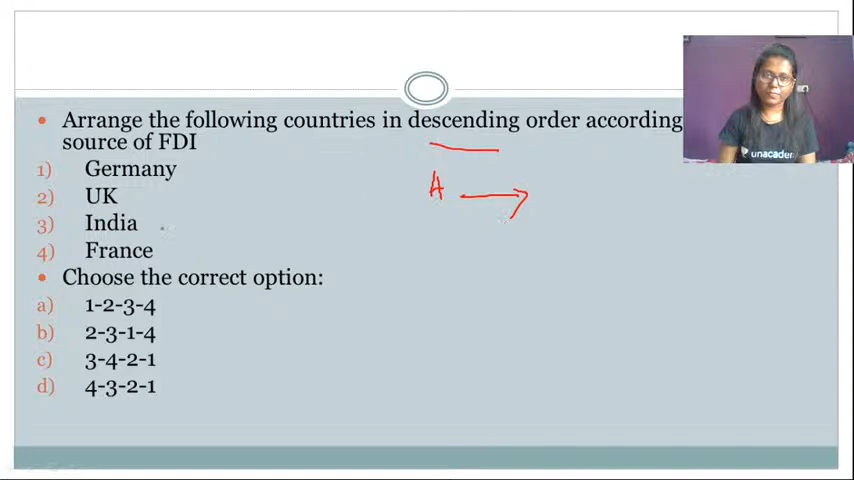 • Arrange the following countries in descending order according
source of FDI
1) Germany
2) UK
3) India
4) France
• Choose the correct option:
a) 1-2-3-4
b) 2-3-1-4
c) 3-4-2-1
d) 4-3-2-1
A
unacademy